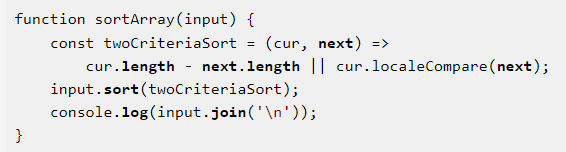 function sortArray(input) {
    const twoCriteriaSort = (cur, next) =>
        cur.length - next.length || cur.localeCompare(next);
    input.sort(twoCriteriaSort);
    console.log(input.join('\n'));
}